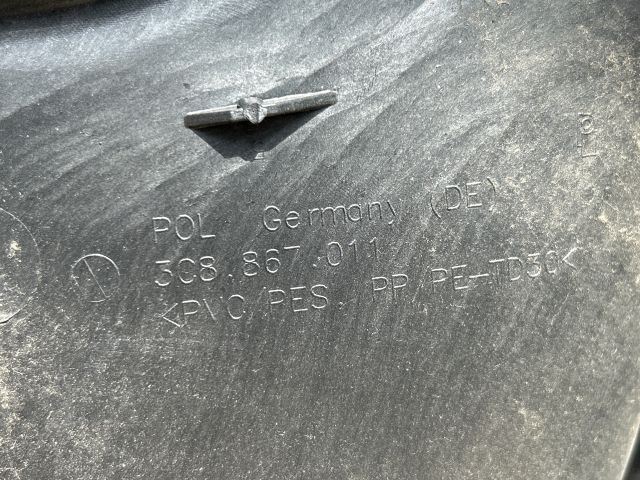 POL Germany (DE)
3C8.867.011
<PVC/PES, PP/PE-TD30<